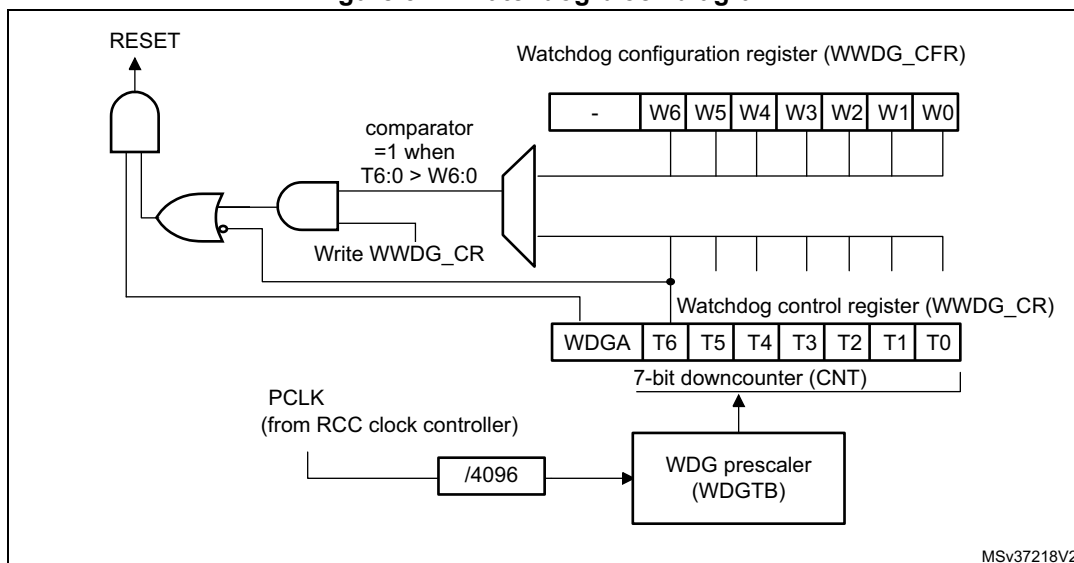 RESET
Watchdog configuration register (WWDG_CFR)
- W6 W5 W4 W3 W2 W1 W0
comparator
=1 when
T6:0 > W6:0
Write WWDG_CR
Watchdog control register (WWDG_CR)
WDGA T6 T5 T4 T3 T2 T1 T0
7-bit downcounter (CNT)
PCLK
(from RCC clock controller)
/4096
WDG prescaler
(WDGTB)
MSv37218V2